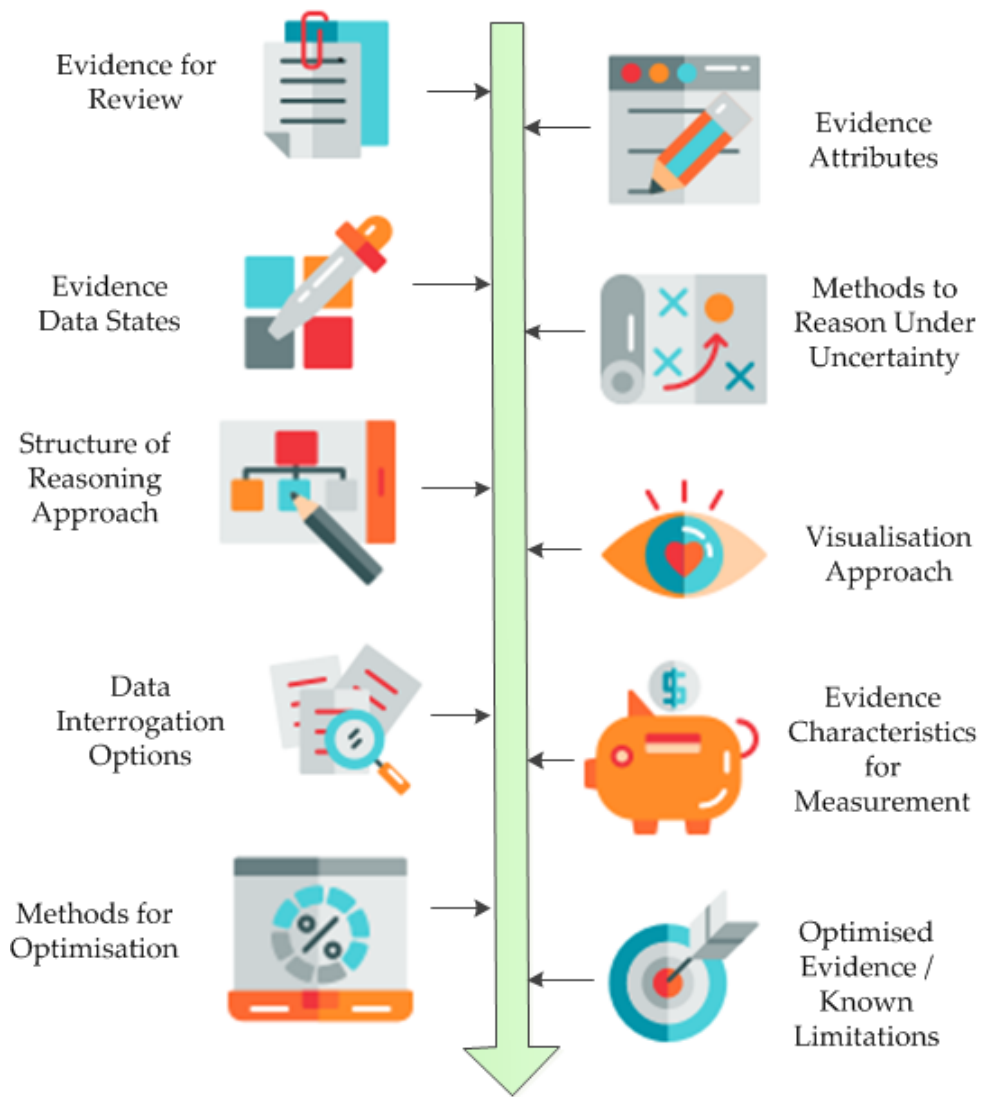 Evidence for
Review
Evidence
Attributes
Evidence
Data States
Methods to
Reason Under
Uncertainty
Structure of
Reasoning
Approach
Visualisation
Approach
Data
Interrogation
Options
Evidence
Characteristics
for
Measurement
Methods for
Optimisation
Optimised
Evidence /
Known
Limitations